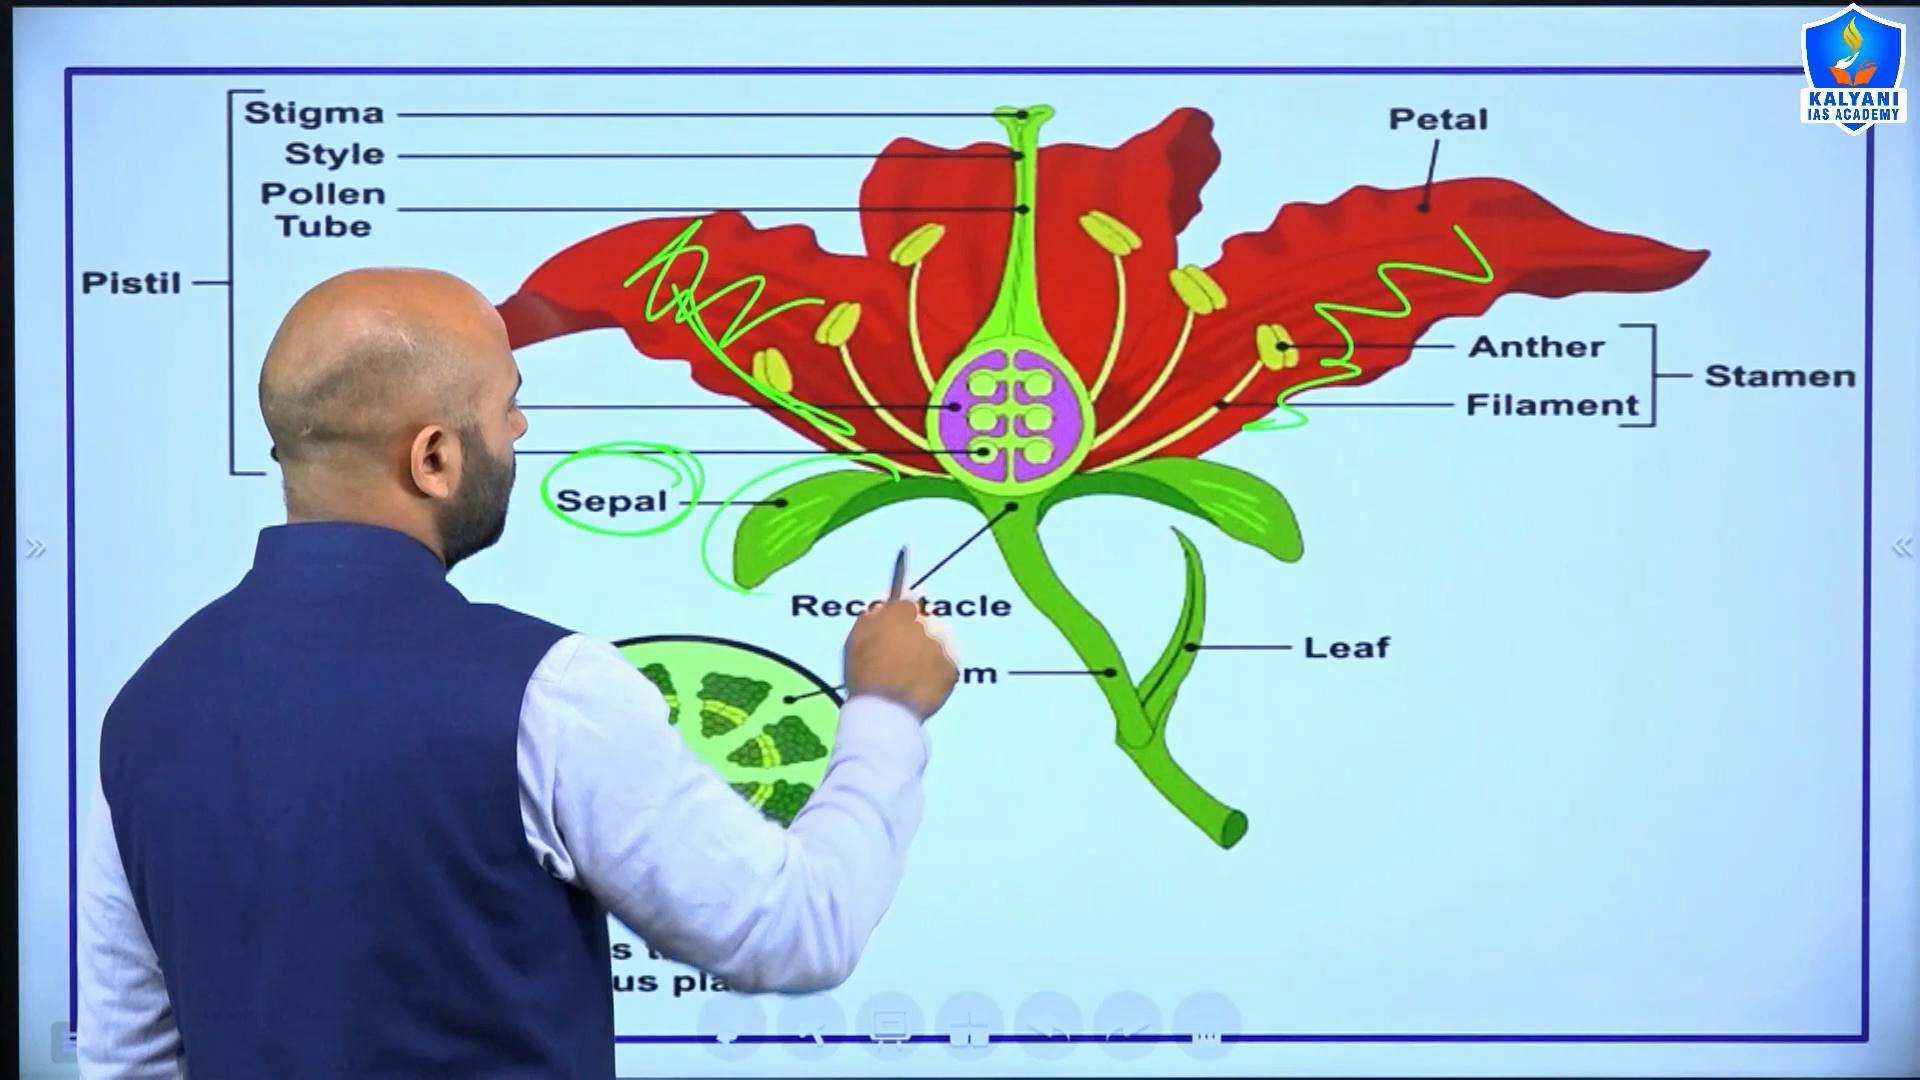 KALYANI
IAS ACADEMY
Stigma
Style
Pollen
Tube
Pistil
Petal
Anther
Filament
Stamen
Sepal
Leaf